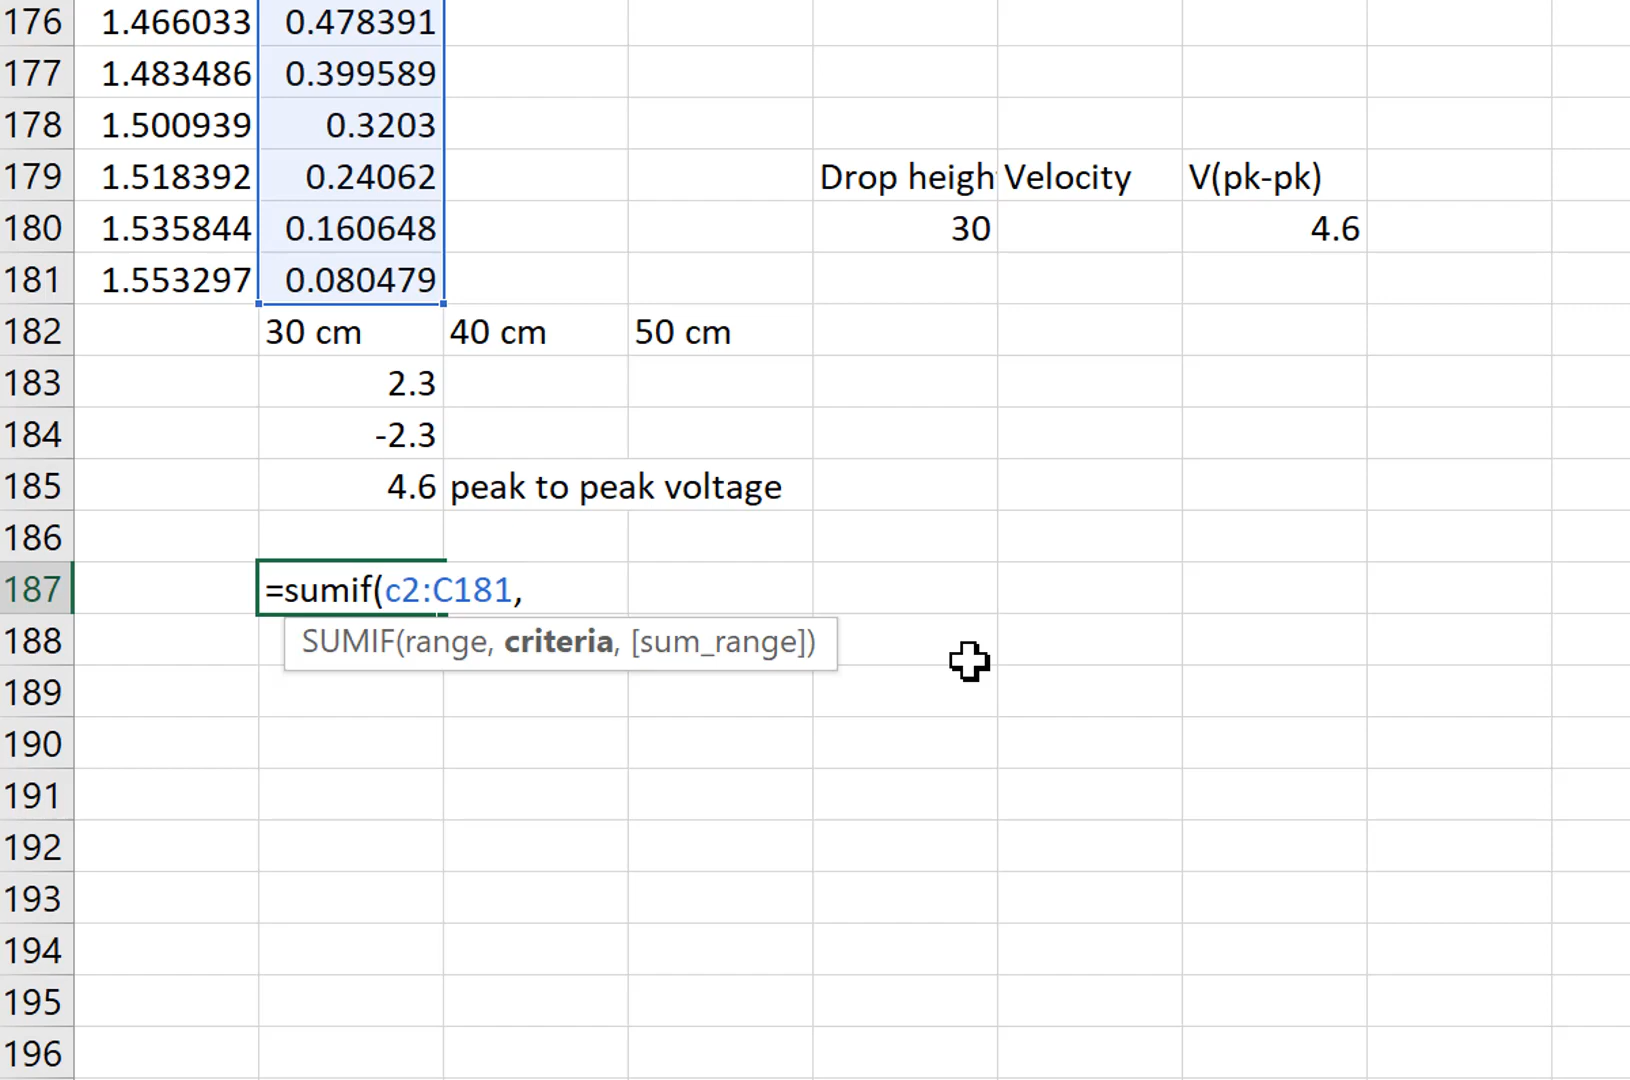 176 1.466033 0.478391
177 1.483486 0.399589
178 1.500939 0.3203
179 1.518392 0.24062 Drop heigh Velocity V(pk-pk)
180 1.535844 0.160648 30 4.6
181 1.553297 0.080479
182 30 cm 40 cm 50 cm
183 2.3
184 -2.3
185 4.6 peak to peak voltage
186
187 =sumif(c2:C181,
188 SUMIF(range, criteria, [sum_range])
189
190
191
192
193
194
195
196